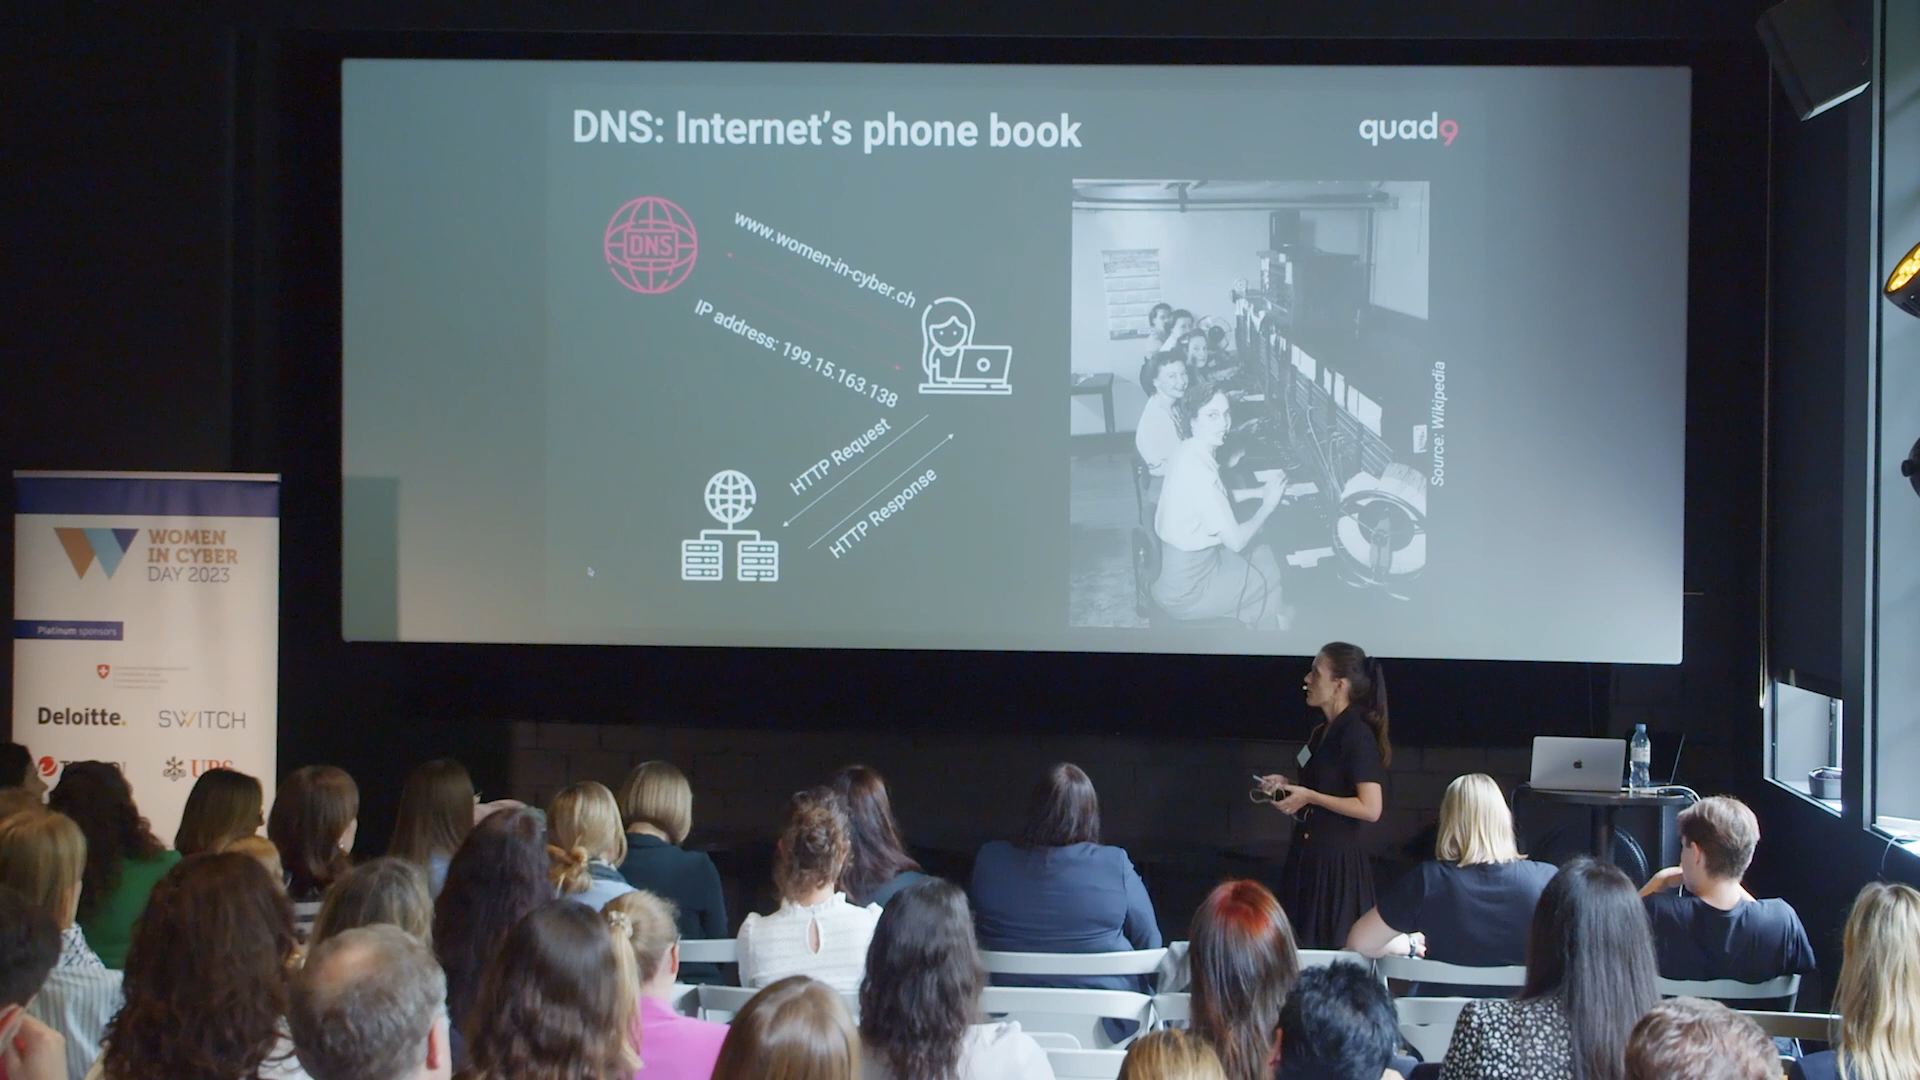 DNS: Internet's phone book
quad9
DNS
www.women-in-cyber.ch
IP address: 199.15.163.138
HTTP Request
HTTP Response
Source: Wikipedia
WOMEN
IN CYBER
DAY 2023
Platinum sponsors
Deloitte.
SWITCH
UBS